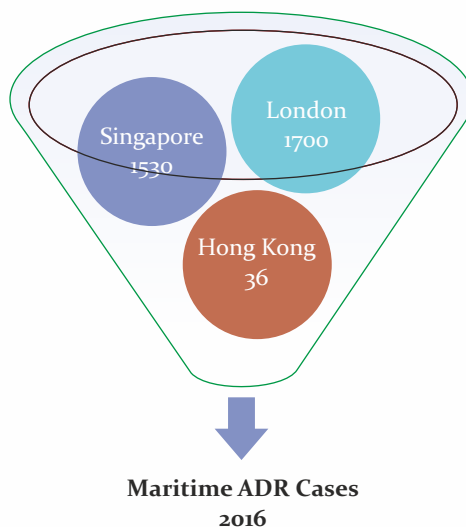 Singapore
1530
London
1700
Hong Kong
36
Maritime ADR Cases
2016